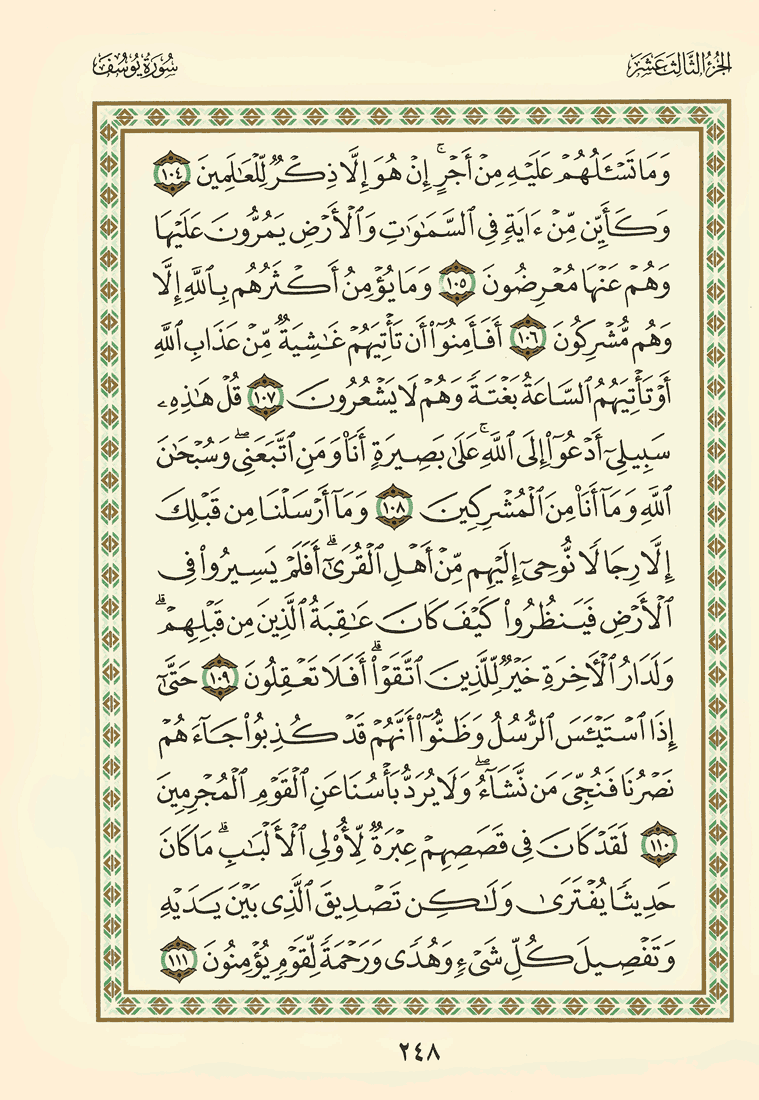 الجزء الثالث عشر
سورة يوسف
وَمَا تَسْـَٔلُهُمْ عَلَيْهِ مِنْ أَجْرٍ ۚ إِنْ هُوَ إِلَّا ذِكْرٌ لِّلْعَٰلَمِينَ ١٠٤
وَكَأَيِّن مِّنْ ءَايَةٍ فِى ٱلسَّمَٰوَٰتِ وَٱلْأَرْضِ يَمُرُّونَ عَلَيْهَا
وَهُمْ عَنْهَا مُعْرِضُونَ ١٠٥ وَمَا يُؤْمِنُ أَكْثَرُهُم بِٱللَّهِ إِلَّا
وَهُم مُّشْرِكُونَ ١٠٦ أَفَأَمِنُوٓا۟ أَن تَأْتِيَهُمْ غَٰشِيَةٌ مِّنْ عَذَابِ ٱللَّهِ
أَوْ تَأْتِيَهُمُ ٱلسَّاعَةُ بَغْتَةً وَهُمْ لَا يَشْعُرُونَ ١٠٧ قُلْ هَٰذِهِۦ
سَبِيلِىٓ أَدْعُوٓا۟ إِلَى ٱللَّهِ ۚ عَلَىٰ بَصِيرَةٍ أَنَا۠ وَمَنِ ٱتَّبَعَنِى ۖ وَسُبْحَٰنَ
ٱللَّهِ وَمَآ أَنَا۠ مِنَ ٱلْمُشْرِكِينَ ١٠٨ وَمَآ أَرْسَلْنَا مِن قَبْلِكَ
إِلَّا رِجَالًا نُّوحِىٓ إِلَيْهِم مِّنْ أَهْلِ ٱلْقُرَىٰٓ ۗ أَفَلَمْ يَسِيرُوا۟ فِى
ٱلْأَرْضِ فَيَنظُرُوا۟ كَيْفَ كَانَ عَٰقِبَةُ ٱلَّذِينَ مِن قَبْلِهِمْ ۗ
وَلَدَارُ ٱلْءَاخِرَةِ خَيْرٌ لِّلَّذِينَ ٱتَّقَوْا۟ ۗ أَفَلَا تَعْقِلُونَ ١٠٩ حَتَّىٰٓ
إِذَا ٱسْتَيْـَٔسَ ٱلرُّسُلُ وَظَنُّوٓا۟ أَنَّهُمْ قَدْ كُذِبُوا۟ جَآءَهُمْ
نَصْرُنَا فَنُجِّىَ مَن نَّشَآءُ ۖ وَلَا يُرَدُّ بَأْسُنَا عَنِ ٱلْقَوْمِ ٱلْمُجْرِمِينَ
١١٠ لَقَدْ كَانَ فِى قَصَصِهِمْ عِبْرَةٌ لِّأُو۟لِى ٱلْأَلْبَٰبِ ۗ مَا كَانَ
حَدِيثًا يُفْتَرَىٰ وَلَٰكِن تَصْدِيقَ ٱلَّذِى بَيْنَ يَدَيْهِ
وَتَفْصِيلَ كُلِّ شَىْءٍ وَهُدًى وَرَحْمَةً لِّقَوْمٍ يُؤْمِنُونَ ١١١
٢٤٨